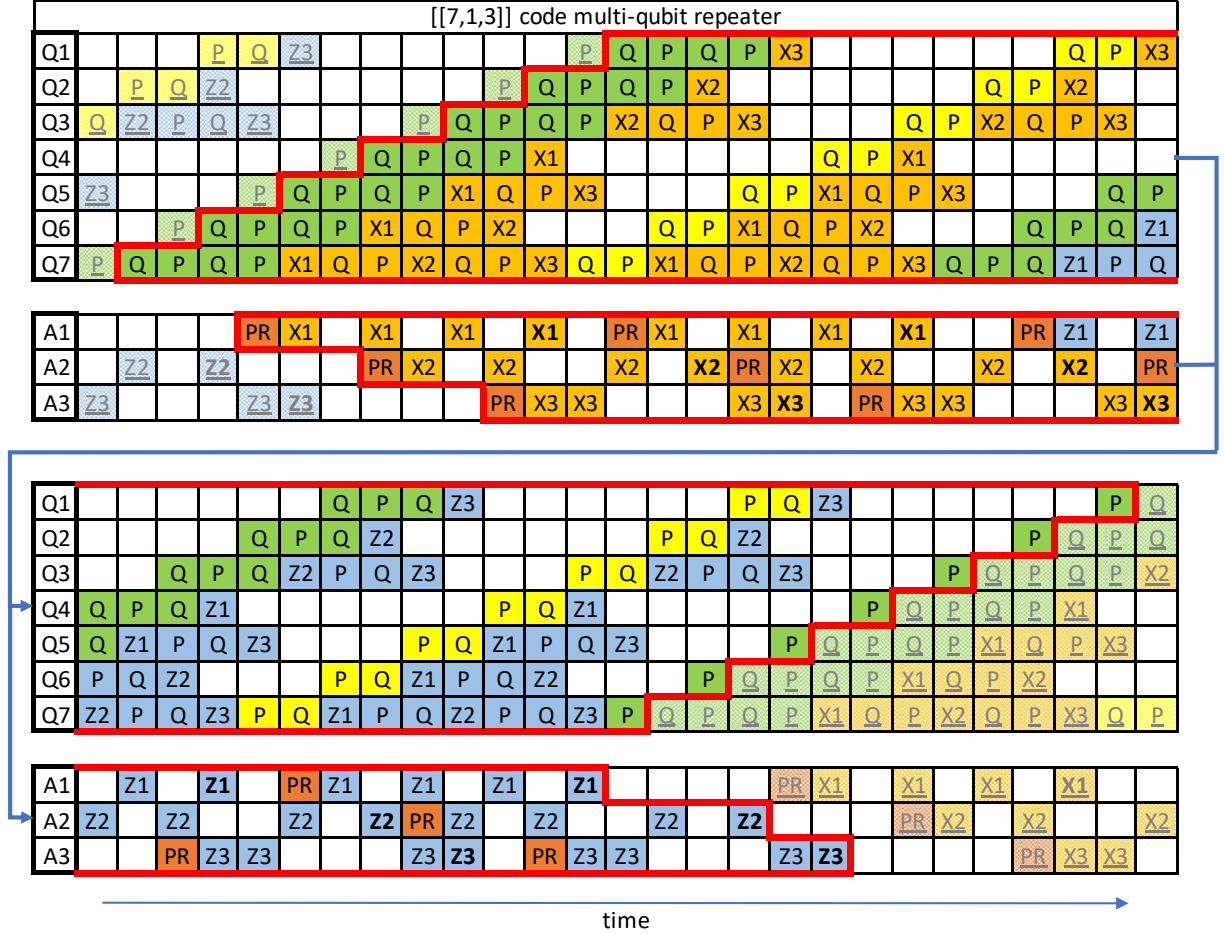 [[7,1,3]] code multi-qubit repeater
Q1 P Q Z3 P Q P Q P X3 Q P X3
Q2 P Q Z2 P Q P Q P X2 Q P X2
Q3 Q Z2 P Q Z3 P Q P Q P X2 Q P X3 Q P X2 Q P X3
Q4 P Q P Q P X1 Q P X1
Q5 Z3 P Q P Q P X1 Q P X3 Q P X1 Q P X3 Q P
Q6 P Q P Q P X1 Q P X2 Q P X1 Q P X2 Q P Q Z1
Q7 P Q P Q P X1 Q P X2 Q P X3 Q P X1 Q P X2 Q P X3 Q P Q Z1 P Q
A1 PR X1 X1 X1 X1 PR X1 X1 X1 X1 PR Z1 Z1
A2 Z2 Z2 PR X2 X2 X2 X2 PR X2 X2 X2 X2 PR
A3 Z3 Z3 Z3 PR X3 X3 X3 X3 PR X3 X3 X3 X3
Q1 Q P Q Z3 P Q Z3 P Q
Q2 Q P Q Z2 P Q Z2 P Q P Q
Q3 Q P Q Z2 P Q Z3 P Q Z2 P Q Z3 P Q P Q P X2
Q4 Q P Q Z1 P Q Z1 P Q P Q P X1
Q5 Q Z1 P Q Z3 P Q Z1 P Q Z3 P Q P Q P X1 Q P X3
Q6 P Q Z2 P Q Z1 P Q Z2 P Q P Q P X1 Q P X2
Q7 Z2 P Q Z3 P Q Z1 P Q Z2 P Q Z3 P Q P Q P X1 Q P X2 Q P X3 Q P
A1 Z1 Z1 PR Z1 Z1 Z1 Z1 PR X1 X1 X1 X1
A2 Z2 Z2 Z2 Z2 PR Z2 Z2 Z2 Z2 PR X2 X2 X2
A3 PR Z3 Z3 Z3 Z3 PR Z3 Z3 Z3 Z3 PR X3 X3
time